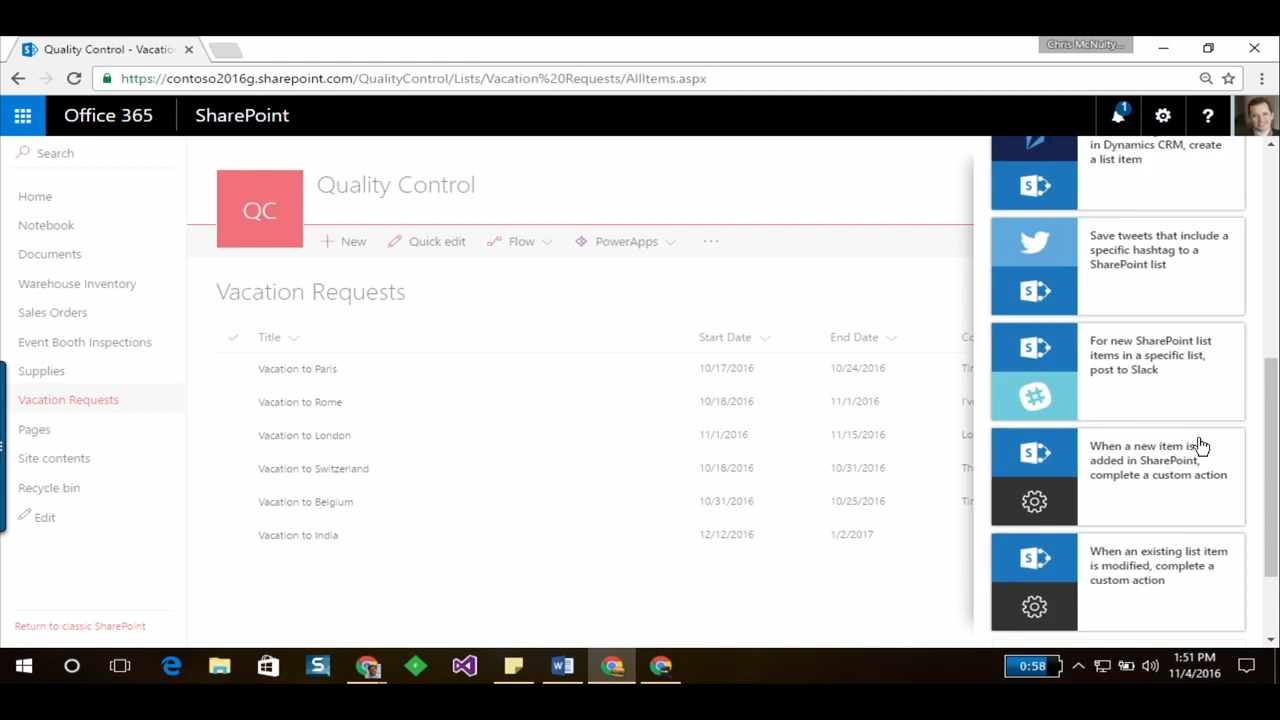 Quality Control - Vacatio
Chris McNulty...
https://contoso2016g.sharepoint.com/QualityControl/Lists/Vacation%20Requests/AllItems.aspx
Office 365
SharePoint
1
?
Search
Home
Notebook
Documents
Warehouse Inventory
Sales Orders
Event Booth Inspections
Supplies
Vacation Requests
Pages
Site contents
Recycle bin
Edit
Return to classic SharePoint
QC
Quality Control
New
Quick edit
Flow
PowerApps
...
Vacation Requests
Title
Start Date
End Date
Co
Vacation to Paris
10/17/2016
10/24/2016
Tir
Vacation to Rome
10/18/2016
11/1/2016
I've
Vacation to London
11/1/2016
11/15/2016
Lo
Vacation to Switzerland
10/18/2016
10/31/2016
Th
Vacation to Belgium
10/31/2016
10/25/2016
Tir
Vacation to India
12/12/2016
1/2/2017
in Dynamics CRM, create
a list item
Save tweets that include a
specific hashtag to a
SharePoint list
For new SharePoint list
items in a specific list,
post to Slack
When a new item is
added in SharePoint,
complete a custom action
When an existing list item
is modified, complete a
custom action
0:58
1:51 PM
11/4/2016